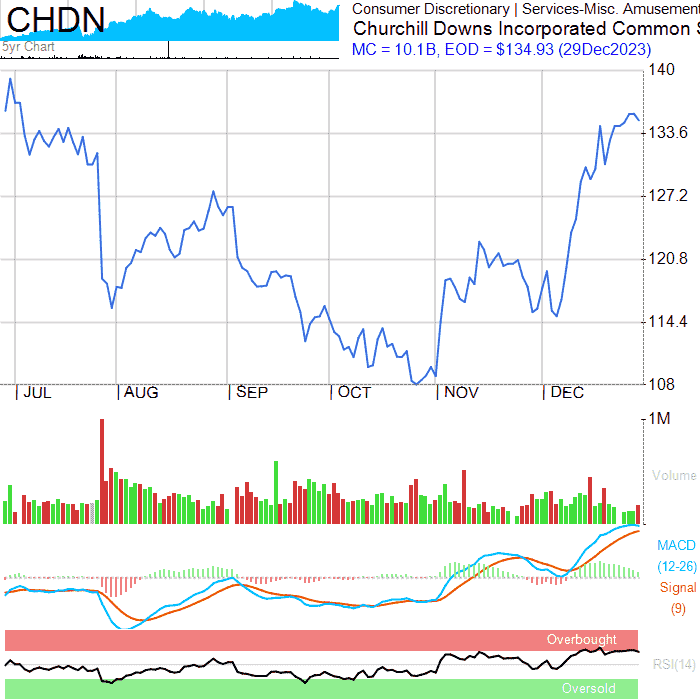 CHDN
5yr Chart
Consumer Discretionary | Services-Misc. Amusement
Churchill Downs Incorporated Common S
MC = 10.1B, EOD = $134.93 (29Dec2023)
140
133.6
127.2
120.8
114.4
108
JUL AUG SEP OCT NOV DEC
1M
Volume
MACD
(12-26)
Signal
(9)
Overbought
RSI(14)
Oversold